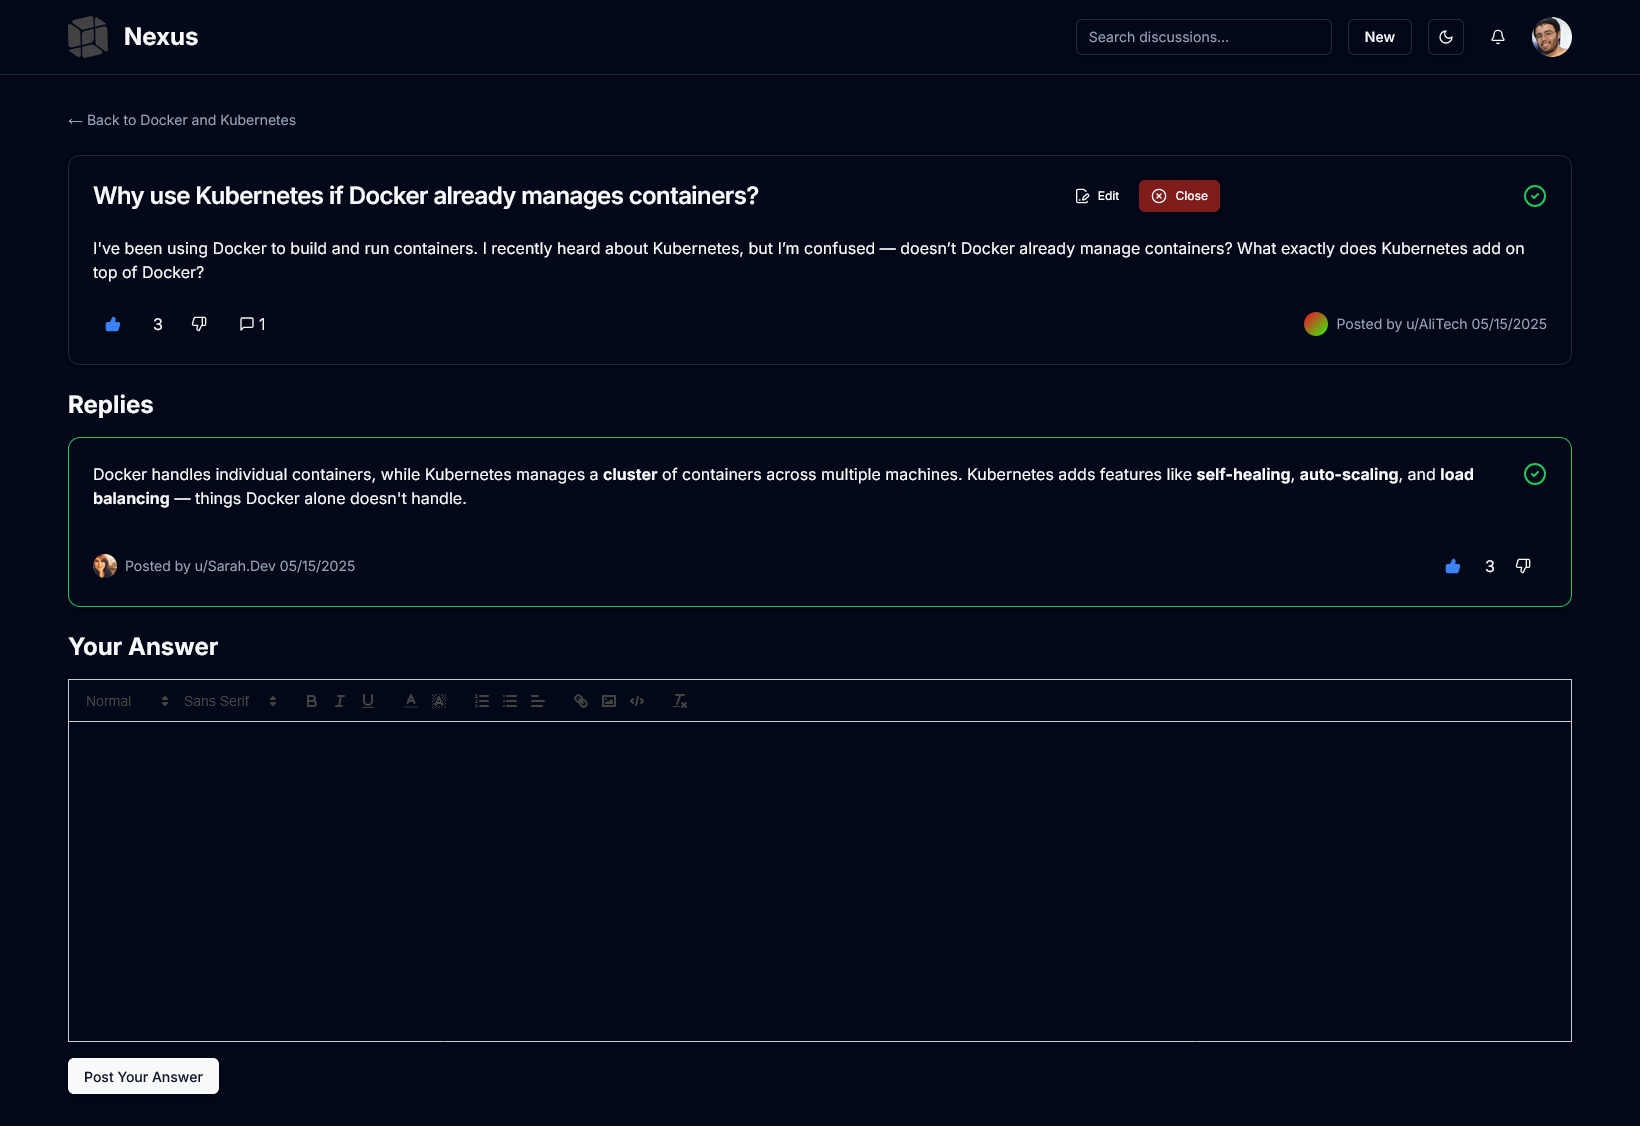 Nexus
Search discussions...
New
← Back to Docker and Kubernetes
Why use Kubernetes if Docker already manages containers?
Edit
Close
I've been using Docker to build and run containers. I recently heard about Kubernetes, but I’m confused — doesn’t Docker already manage containers? What exactly does Kubernetes add on
top of Docker?
3
1
Posted by u/AliTech 05/15/2025
Replies
Docker handles individual containers, while Kubernetes manages a cluster of containers across multiple machines. Kubernetes adds features like self-healing, auto-scaling, and load
balancing — things Docker alone doesn't handle.
Posted by u/Sarah.Dev 05/15/2025
3
Your Answer
Normal
Sans Serif
Post Your Answer